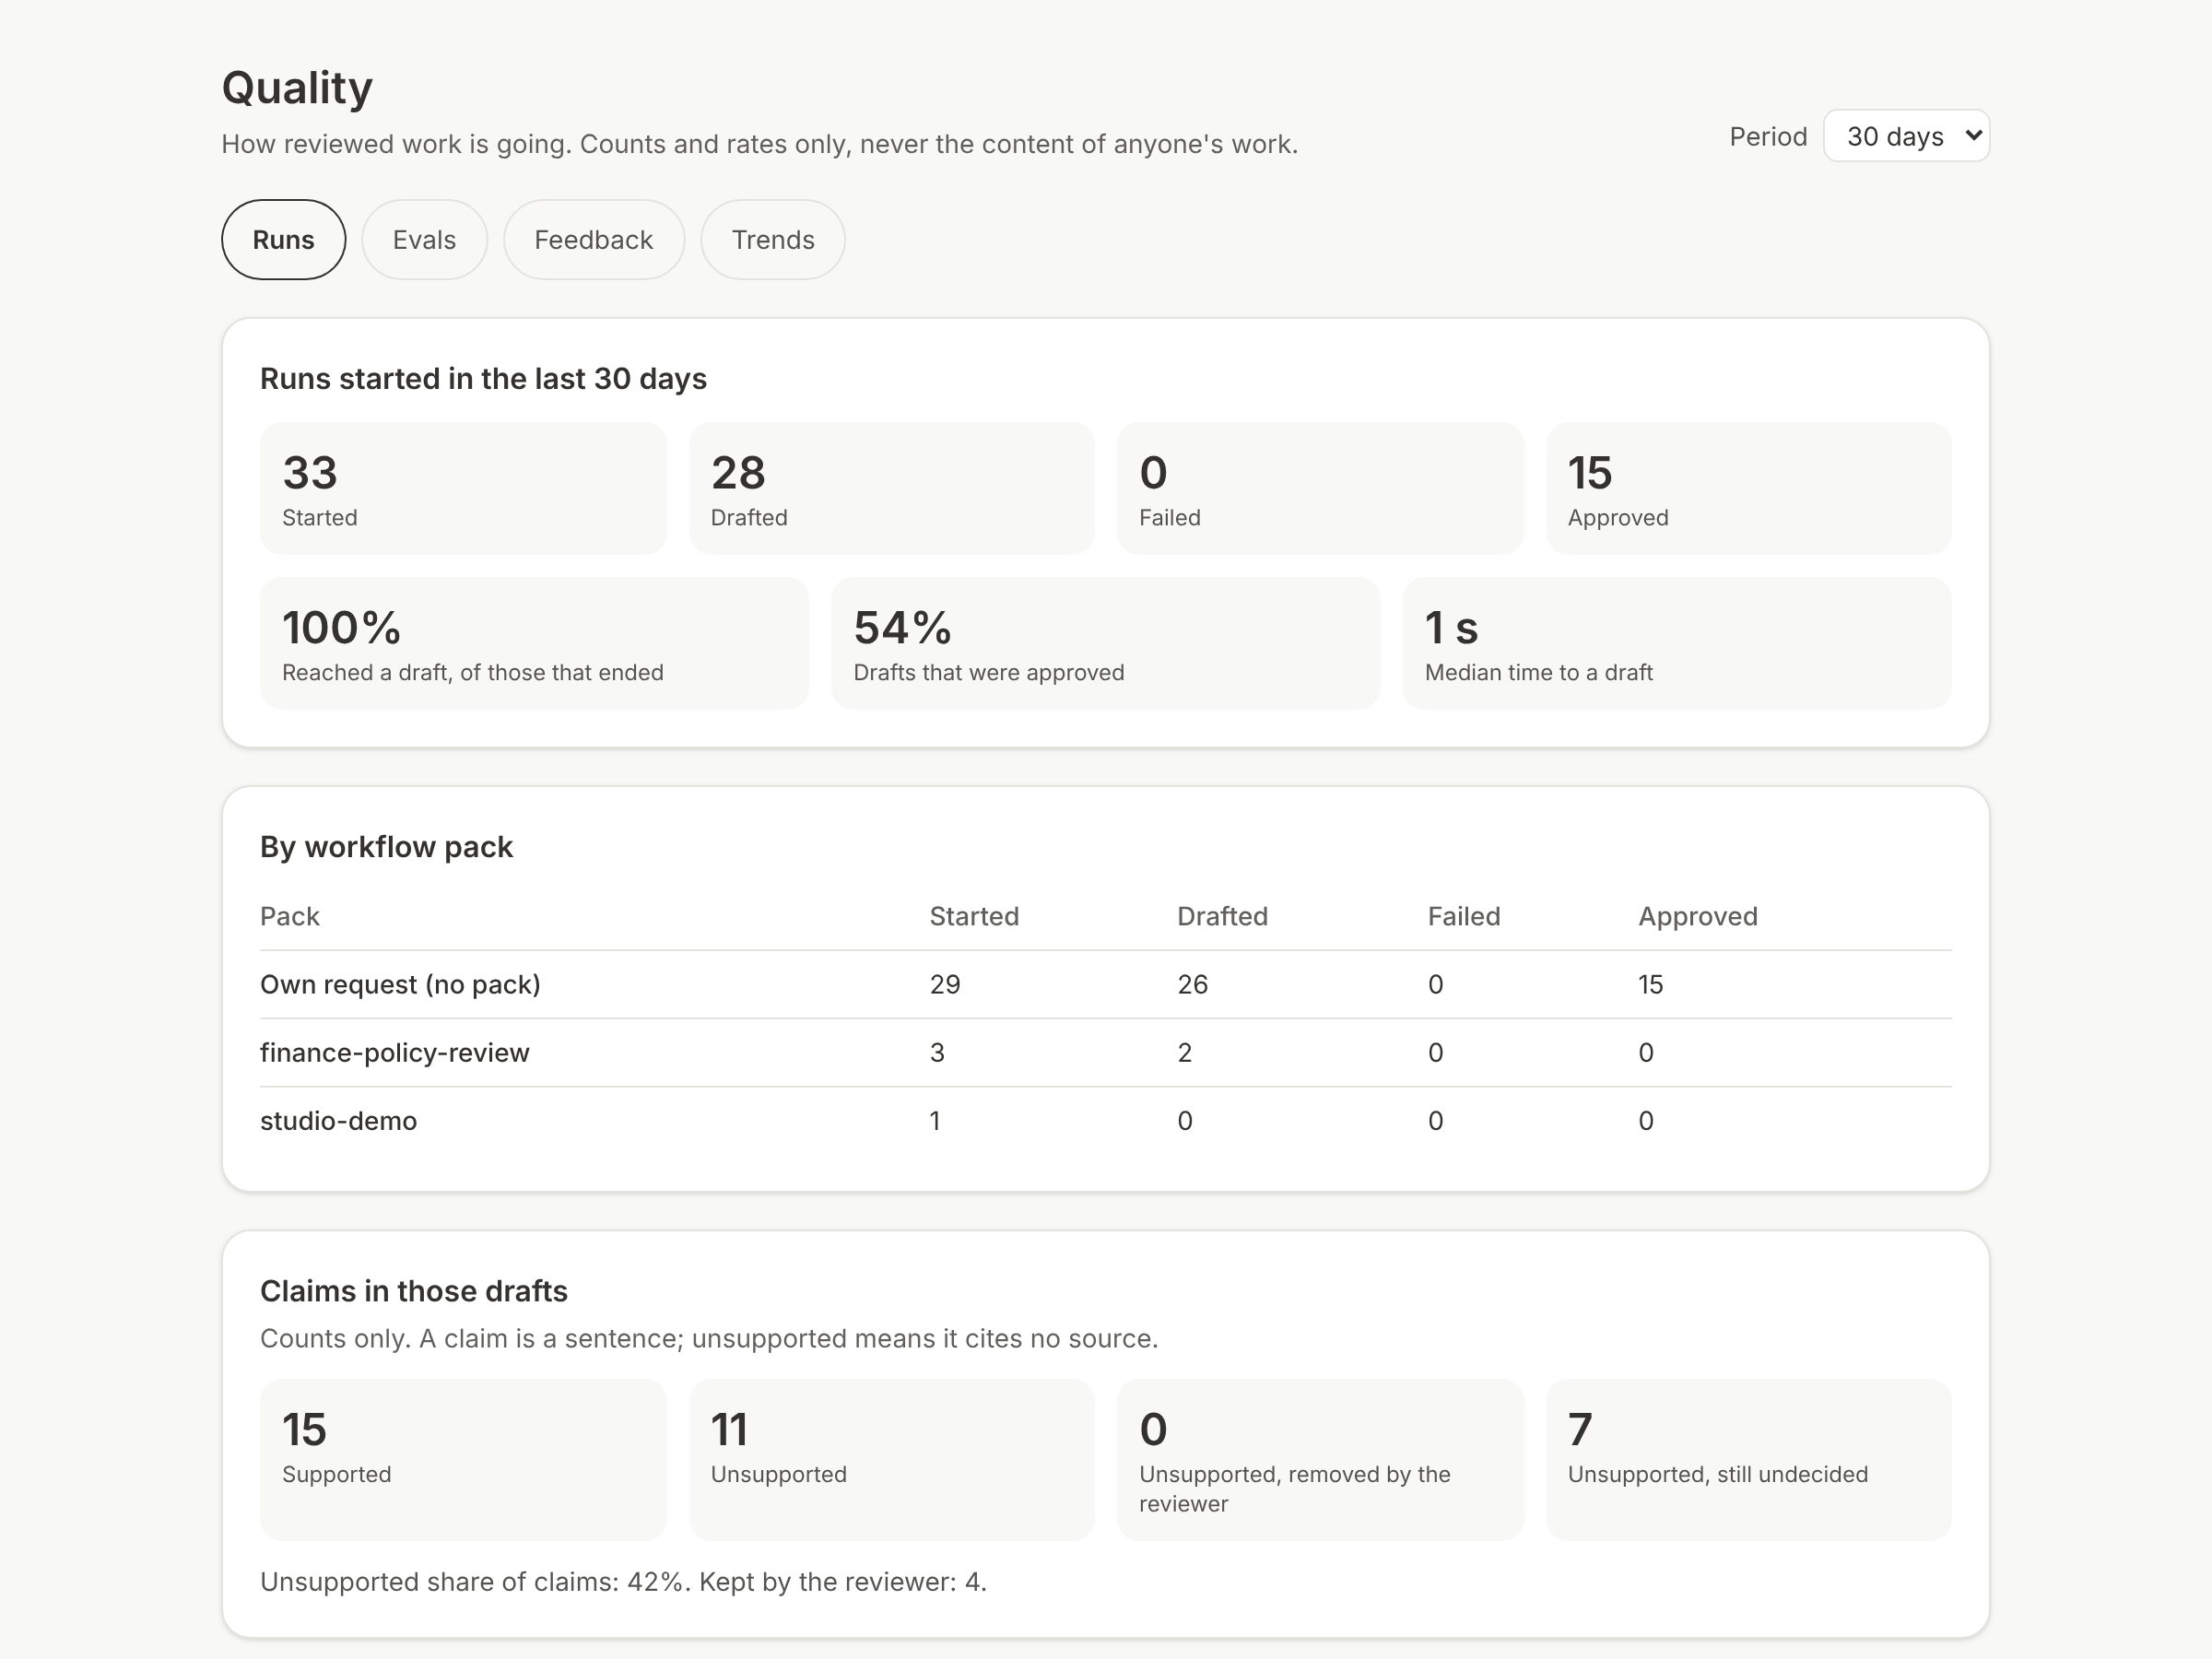 Quality
How reviewed work is going. Counts and rates only, never the content of anyone's work.
Period 30 days
Runs Evals Feedback Trends
Runs started in the last 30 days
33 28 0 15
Started Drafted Failed Approved
100% 54% 1 s
Reached a draft, of those that ended Drafts that were approved Median time to a draft
By workflow pack
Pack Started Drafted Failed Approved
Own request (no pack) 29 26 0 15
finance-policy-review 3 2 0 0
studio-demo 1 0 0 0
Claims in those drafts
Counts only. A claim is a sentence; unsupported means it cites no source.
15 11 0 7
Supported Unsupported Unsupported, removed by the Unsupported, still undecided
reviewer
Unsupported share of claims: 42%. Kept by the reviewer: 4.